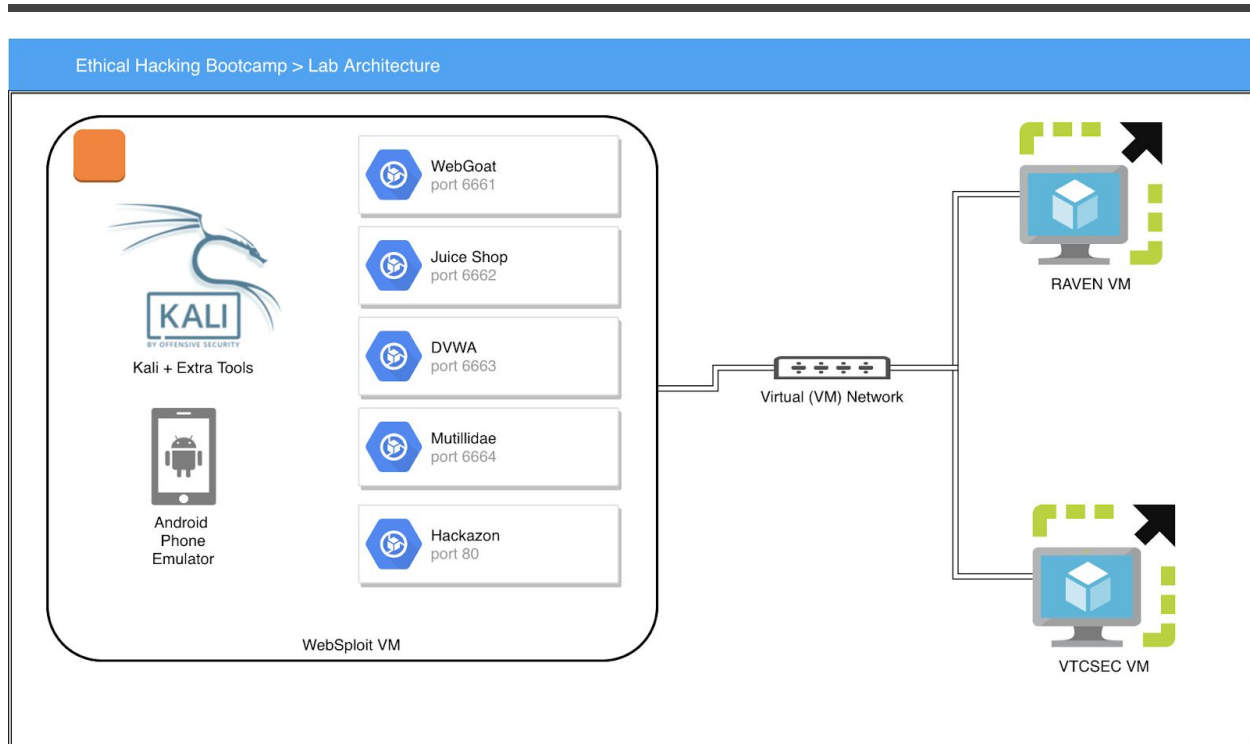 Ethical Hacking Bootcamp > Lab Architecture
KALI
BY OFFENSIVE SECURITY
Kali + Extra Tools
Android
Phone
Emulator
WebGoat
port 6661
Juice Shop
port 6662
DVWA
port 6663
Mutillidae
port 6664
Hackazon
port 80
WebSploit VM
Virtual (VM) Network
RAVEN VM
VTCSEC VM